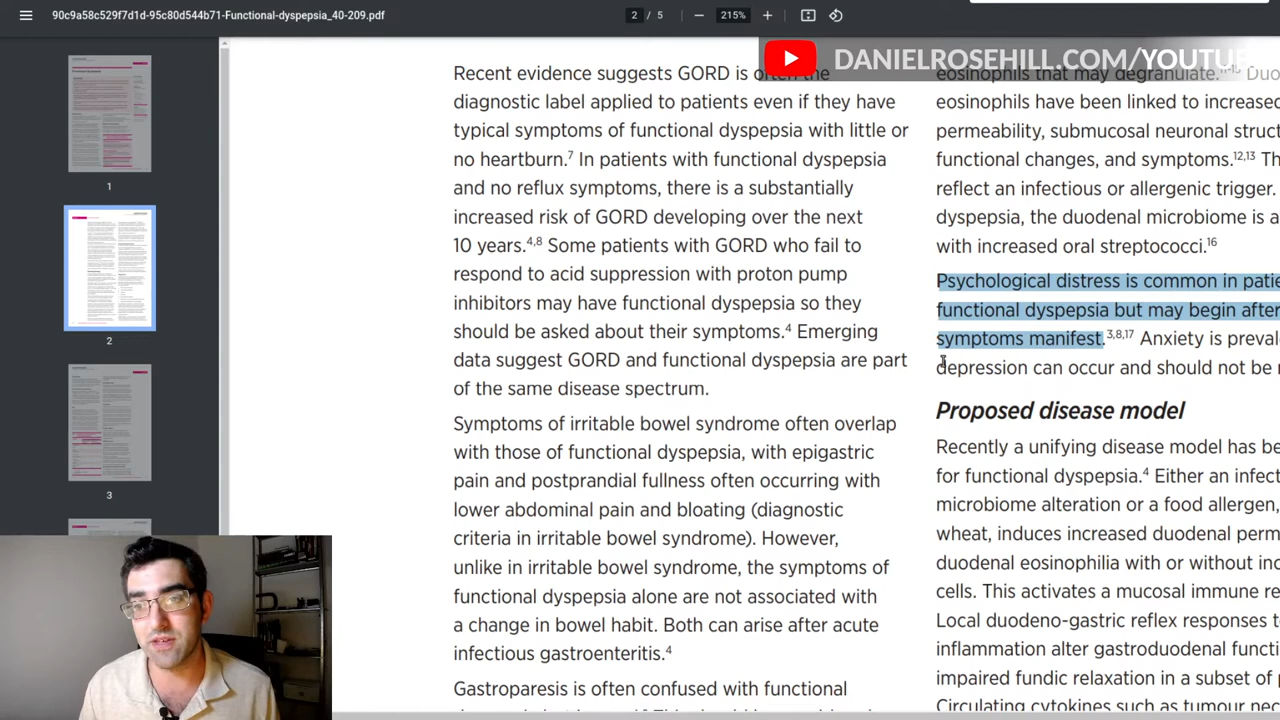 90c9a58c529f7d1d-95c80d544b71-Functional-dyspepsia_40-209.pdf
2 / 5
215%
ANIELROSEHILL.COM/YOUTU
1
2
3
Recent evidence suggests GORD is often the
diagnostic label applied to patients even if they have
typical symptoms of functional dyspepsia with little or
no heartburn.7 In patients with functional dyspepsia
and no reflux symptoms, there is a substantially
increased risk of GORD developing over the next
10 years.
Some patients with GORD who fail to
respond to acid suppression with proton pump
inhibitors may have functional dyspepsia so they
should be asked about their symptoms.4 Emerging
data suggest GORD and functional dyspepsia are part
of the same disease spectrum.
Symptoms of irritable bowel syndrome often overlap
with those of functional dyspepsia, with epigastric
pain and postprandial fullness often occurring with
lower abdominal pain and bloating (diagnostic
criteria in irritable bowel syndrome). However,
unlike in irritable bowel syndrome, the symptoms of
functional dyspepsia alone are not associated with
a change in bowel habit. Both can arise after acute
infectious gastroenteritis.4
Gastroparesis is often confused with functional
that may degranulate.
Duo
eosinophils have been linked to increased
permeability, submucosal neuronal struct
functional changes, and symptoms.12,13 Th
reflect an infectious or allergenic trigger.
dyspepsia, the duodenal microbiome is a
with increased oral streptococci.16
Psychological distress is common in patie
functional dyspepsia but may begin after
symptoms manifest.3,8,17 Anxiety is prevale
depression can occur and should not be
Proposed disease model
Recently a unifying disease model has be
for functional dyspepsia.4 Either an infect
microbiome alteration or a food allergen,
wheat, induces increased duodenal perm
duodenal eosinophilia with or without inc
cells. This activates a mucosal immune re
Local duodeno-gastric reflex responses to
inflammation alter gastroduodenal functi
impaired fundic relaxation in a subset of p
Circulating cytokines such as tumour nec